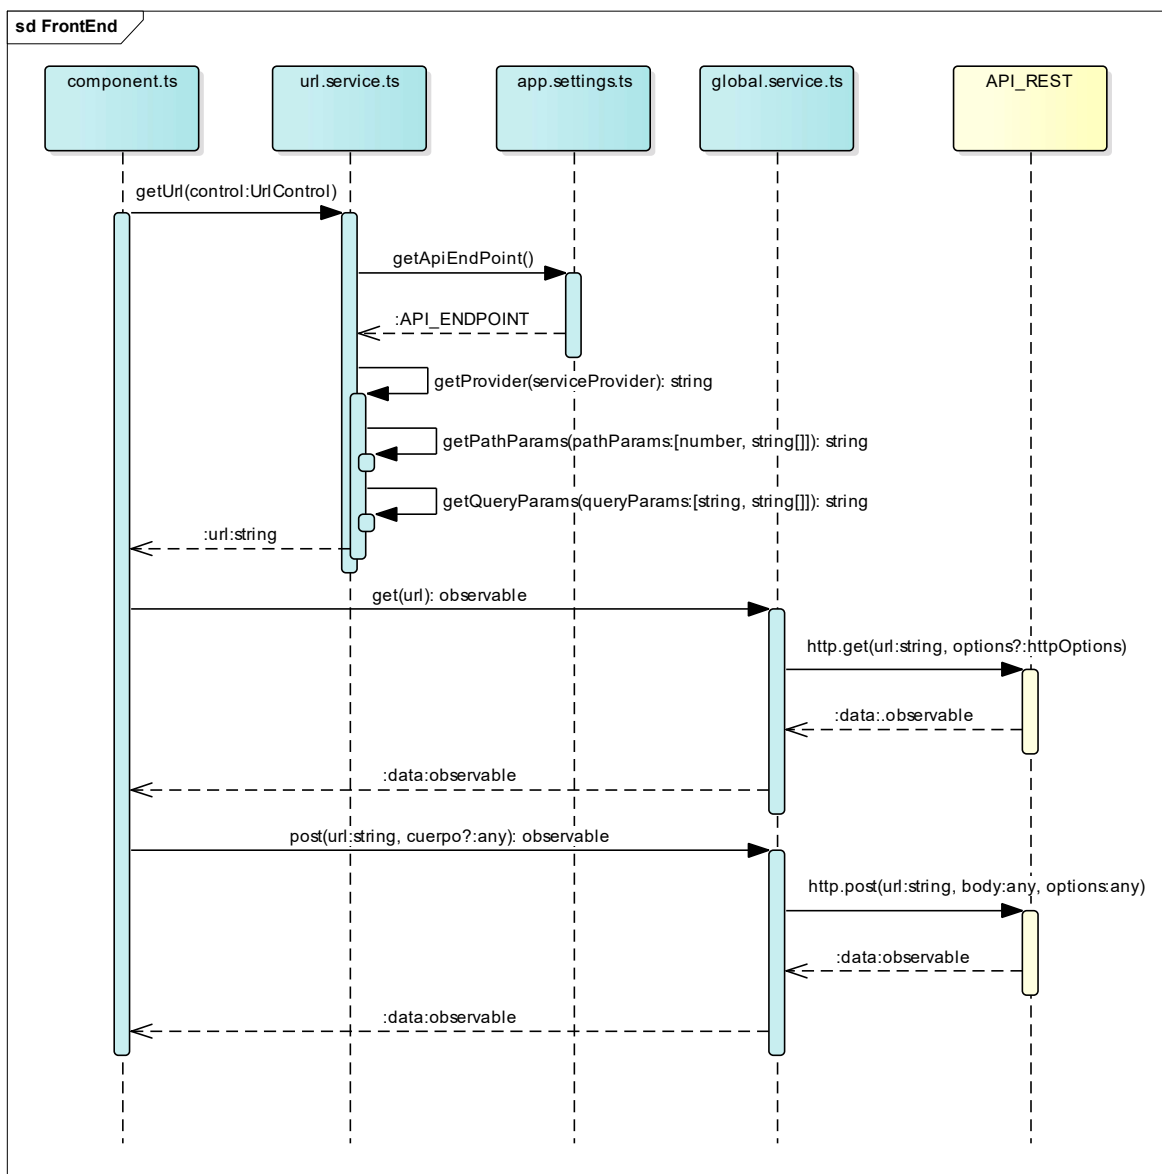 sd FrontEnd
component.ts
url.service.ts
app.settings.ts
global.service.ts
API_REST
getUrl(control:UrlControl)
getApiEndPoint()
:API_ENDPOINT
getProvider(serviceProvider): string
getPathParams(pathParams:[number, string[]]): string
getQueryParams(queryParams:[string, string[]]): string
:url:string
get(url): observable
http.get(url:string, options?:httpOptions)
:data:.observable
:data:observable
post(url:string, cuerpo?:any): observable
http.post(url:string, body:any, options:any)
:data:observable
:data:observable